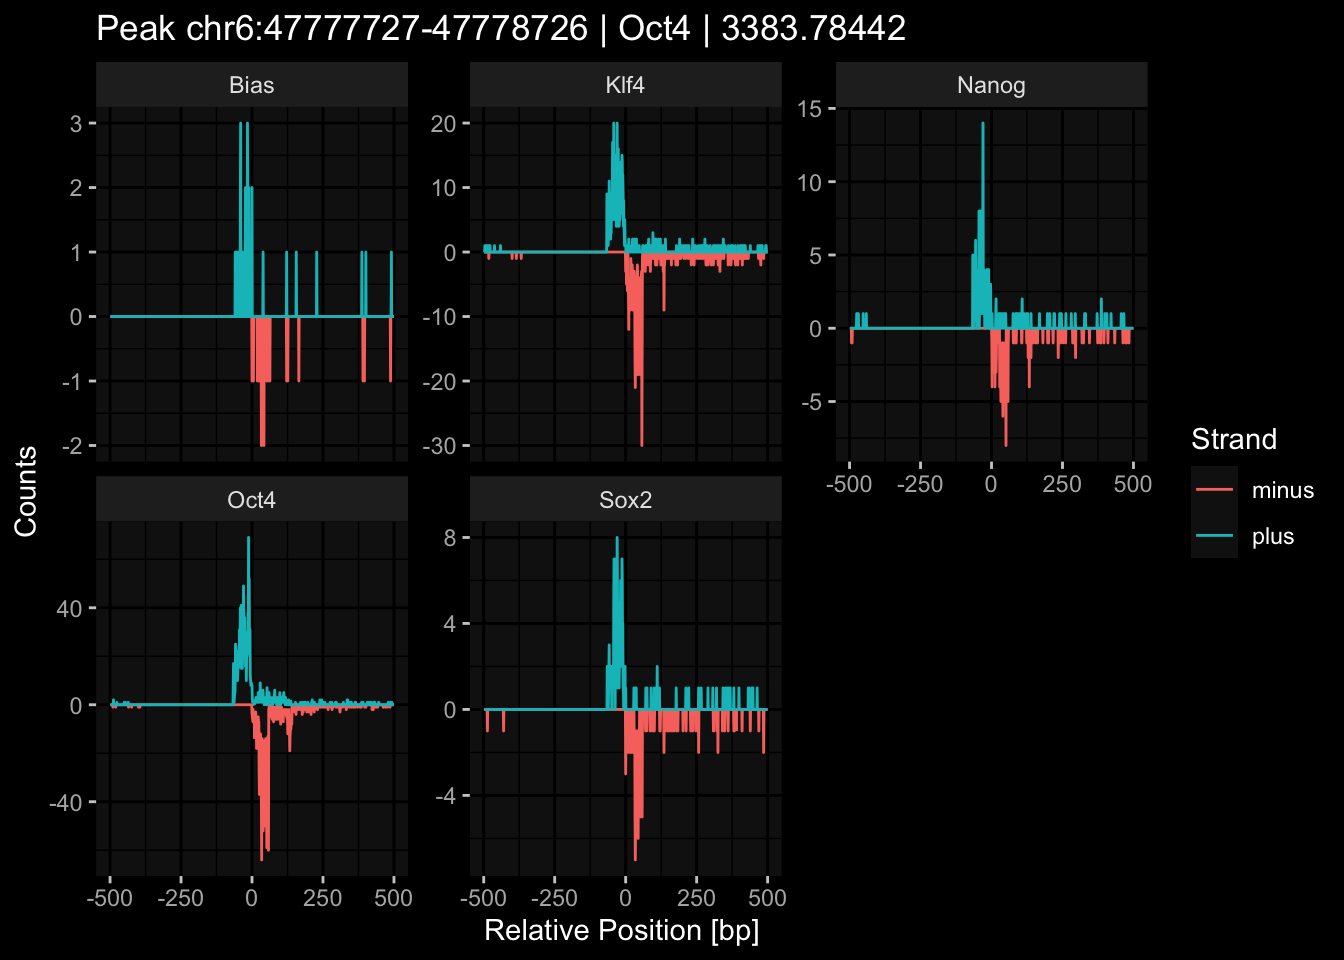 Peak chr6:47777727-47778726 | Oct4 | 3383.78442
Bias
3
2
1
0
-1
-2
Klf4
20
10
0
-10
-20
-30
Nanog
15
10
5
0
-5
-500 -250 0 250 500
Counts
Oct4
40
0
-40
-500 -250 0 250 500
Sox2
8
4
0
-4
-500 -250 0 250 500
Relative Position [bp]
Strand
minus
plus